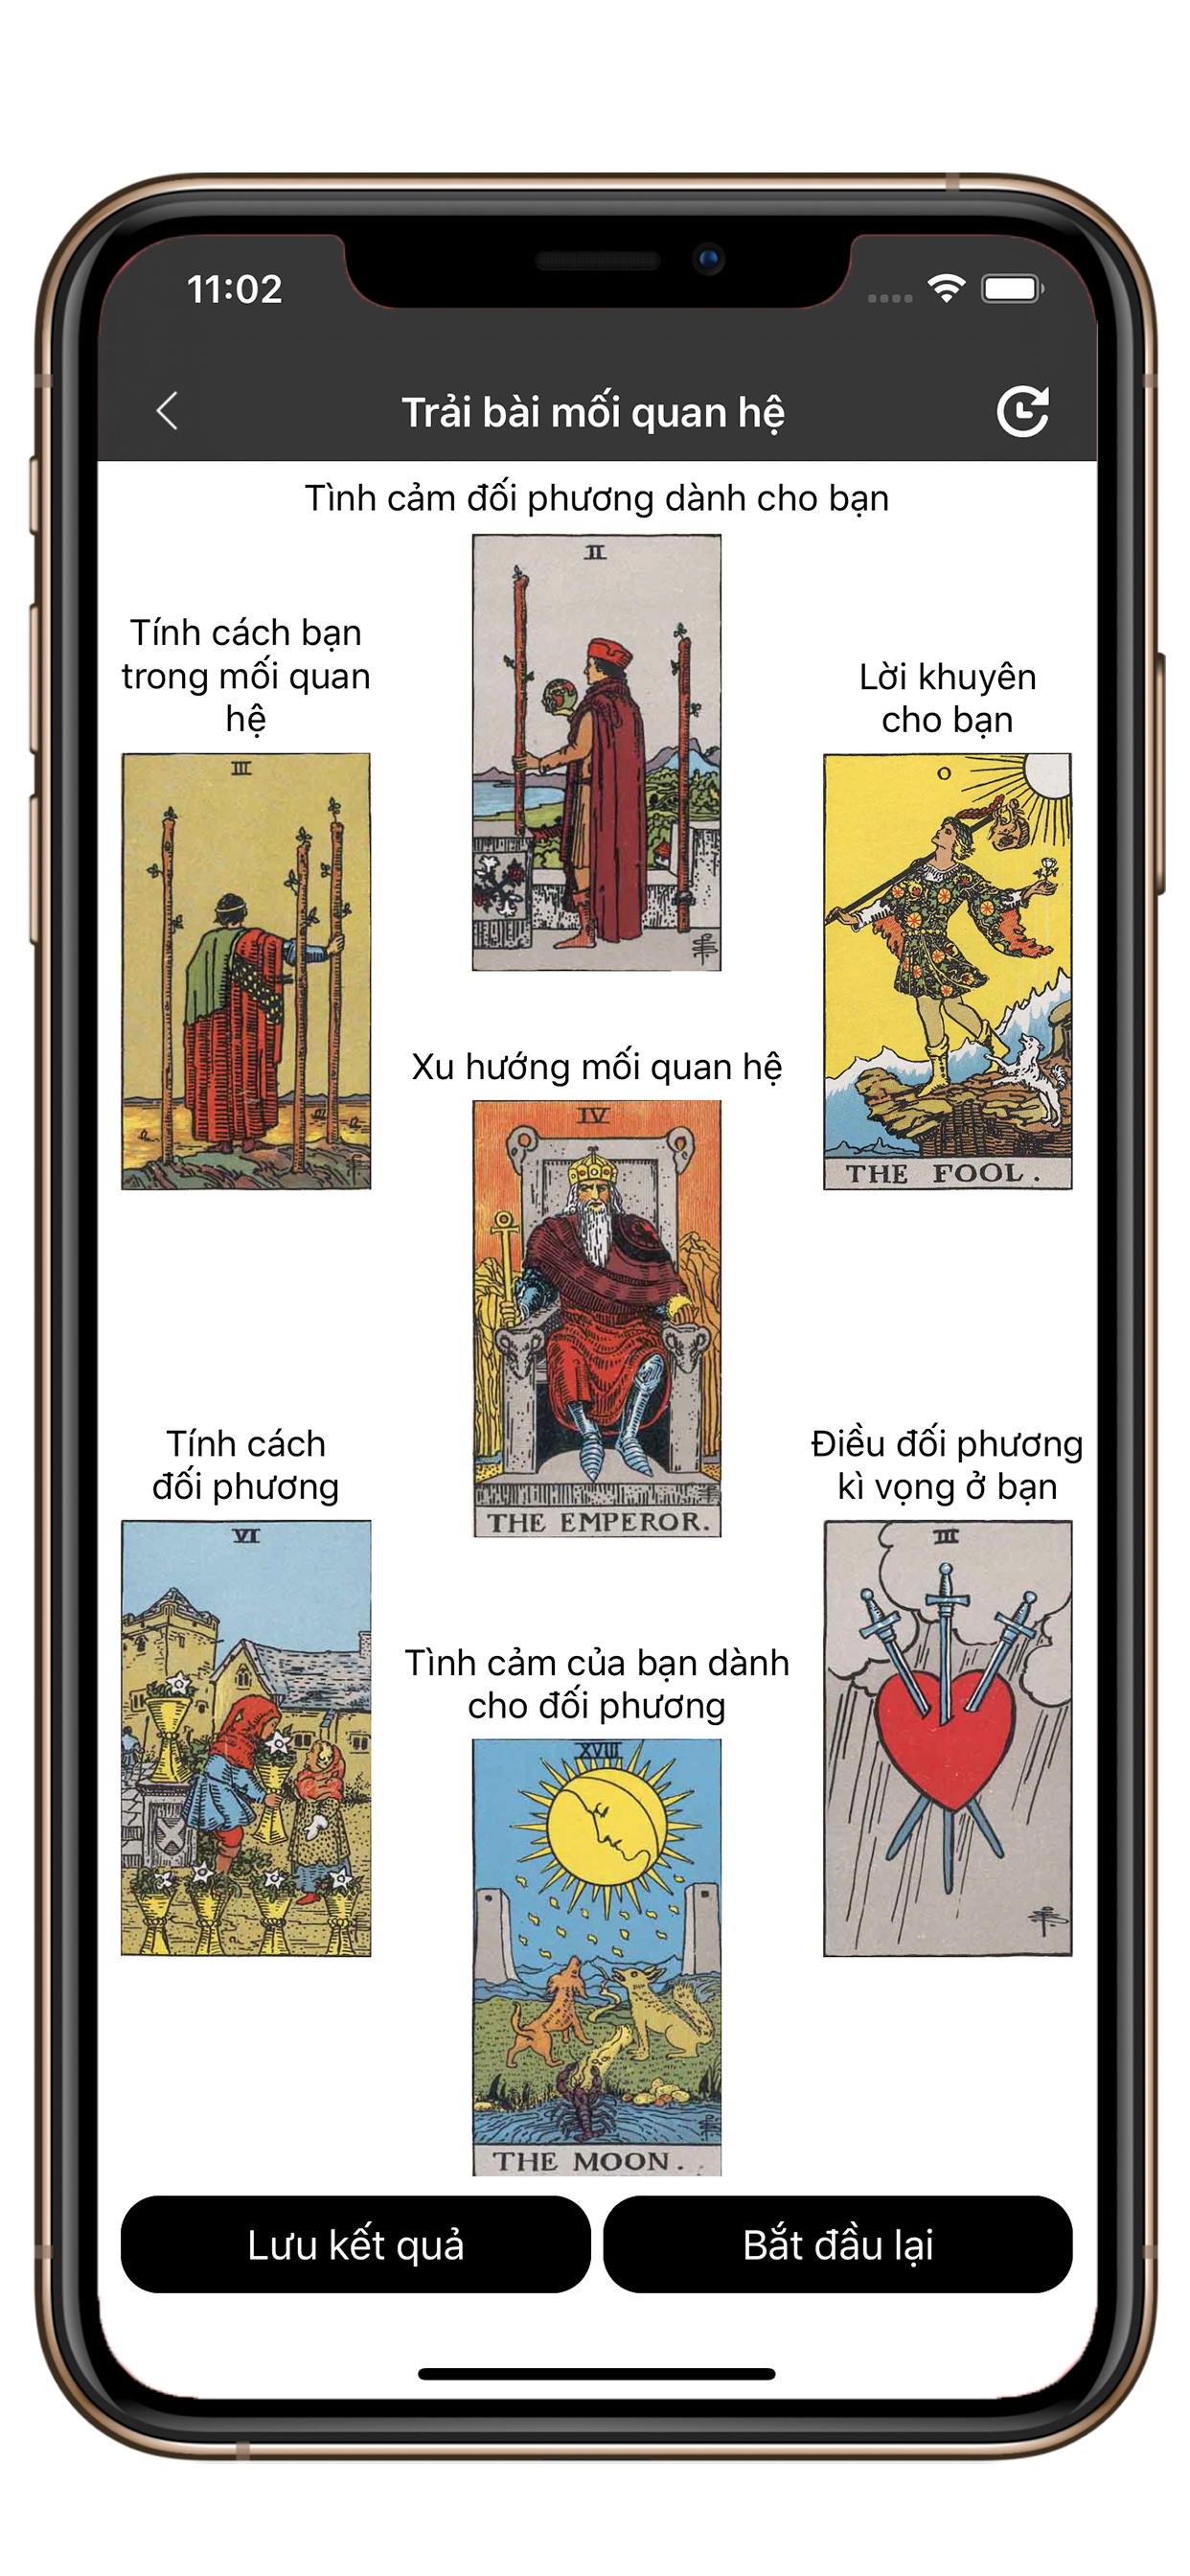 11:02
Trải bài mối quan hệ
Tình cảm đối phương dành cho bạn
II
Tính cách bạn
trong mối quan
hệ
III
Lời khuyên
cho bạn
0
THE FOOL.
Xu hướng mối quan hệ
IV
THE EMPEROR.
Tính cách
đối phương
VI
Điều đối phương
kì vọng ở bạn
III
Tình cảm của bạn dành
cho đối phương
XVIII
THE MOON.
Lưu kết quả
Bắt đầu lại